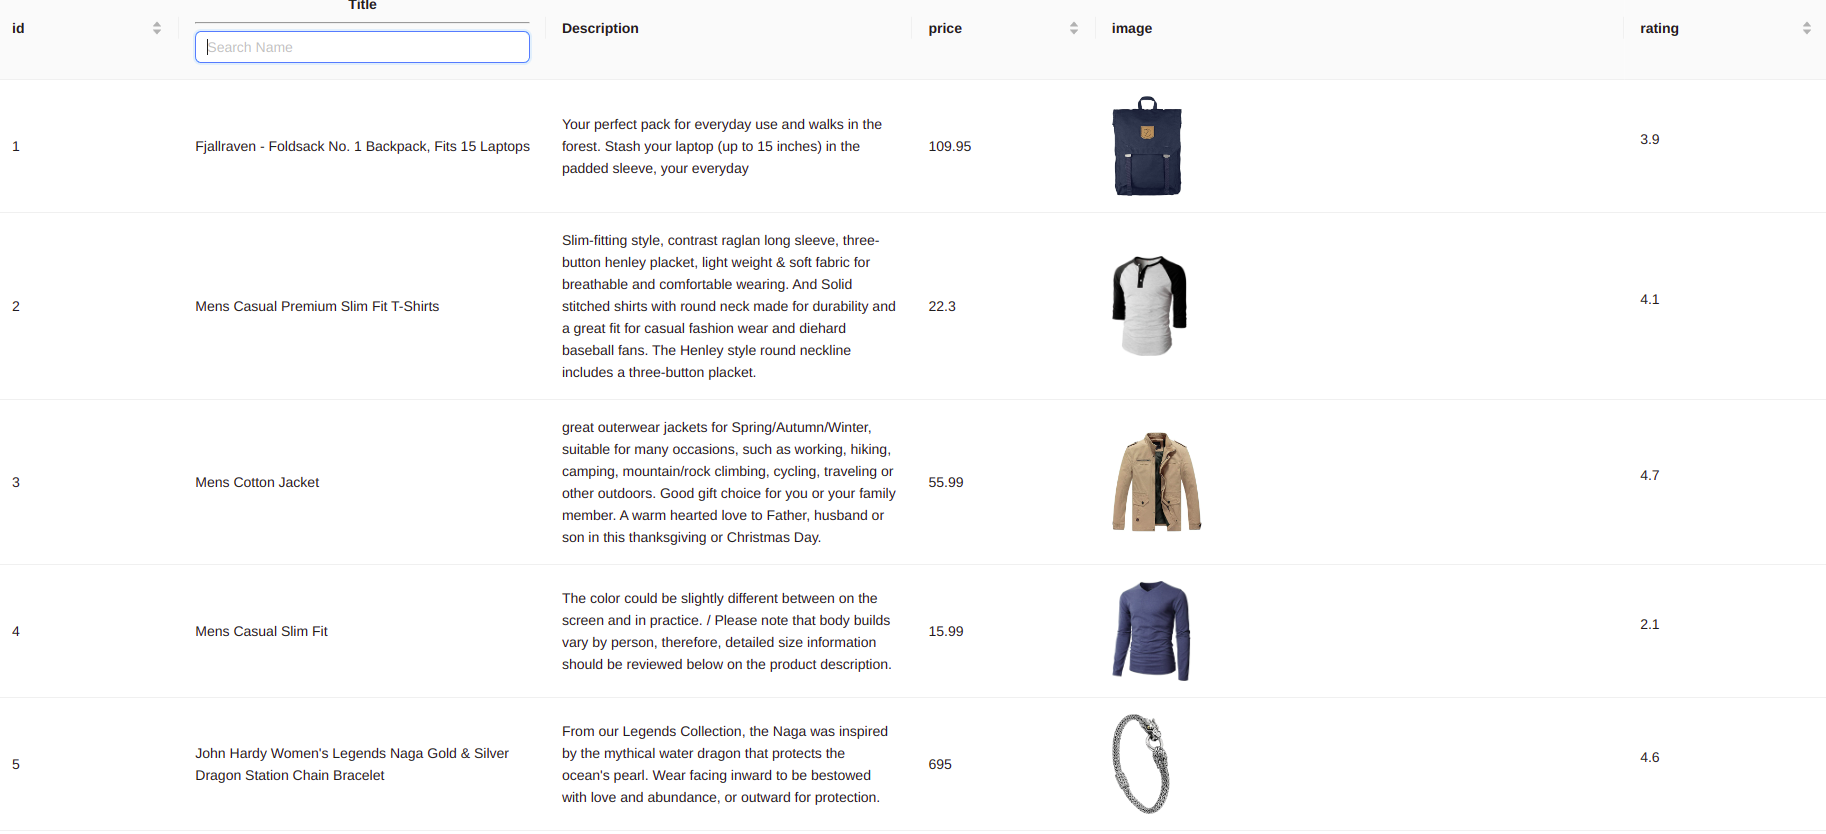 Title
id
Search Name
Description
price
image
rating
1
Fjallraven - Foldsack No. 1 Backpack, Fits 15 Laptops
Your perfect pack for everyday use and walks in the
forest. Stash your laptop (up to 15 inches) in the
padded sleeve, your everyday
109.95
3.9
2
Mens Casual Premium Slim Fit T-Shirts
Slim-fitting style, contrast raglan long sleeve, three-
button henley placket, light weight & soft fabric for
breathable and comfortable wearing. And Solid
stitched shirts with round neck made for durability and
a great fit for casual fashion wear and diehard
baseball fans. The Henley style round neckline
includes a three-button placket.
22.3
4.1
3
Mens Cotton Jacket
great outerwear jackets for Spring/Autumn/Winter,
suitable for many occasions, such as working, hiking,
camping, mountain/rock climbing, cycling, traveling or
other outdoors. Good gift choice for you or your family
member. A warm hearted love to Father, husband or
son in this thanksgiving or Christmas Day.
55.99
4.7
4
Mens Casual Slim Fit
The color could be slightly different between on the
screen and in practice. / Please note that body builds
vary by person, therefore, detailed size information
should be reviewed below on the product description.
15.99
2.1
5
John Hardy Women's Legends Naga Gold & Silver
Dragon Station Chain Bracelet
From our Legends Collection, the Naga was inspired
by the mythical water dragon that protects the
ocean's pearl. Wear facing inward to be bestowed
with love and abundance, or outward for protection.
695
4.6